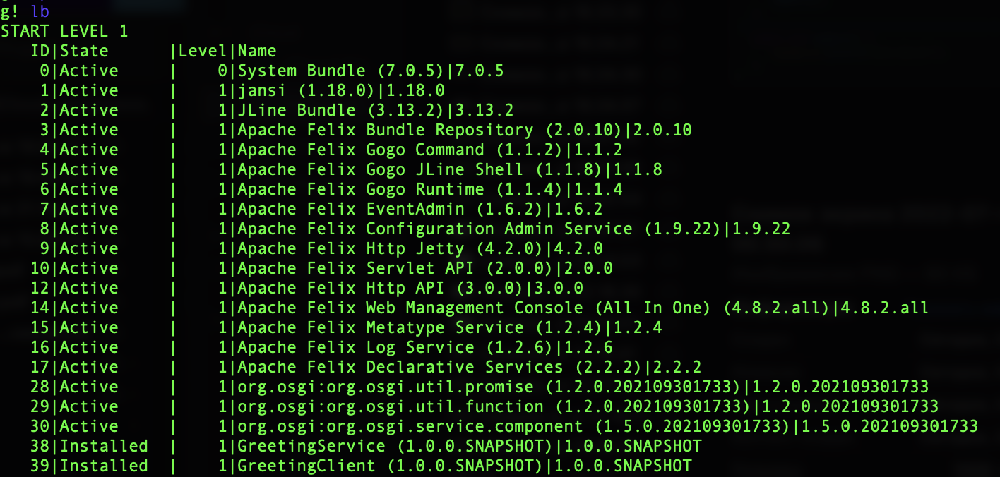 g! lb
START LEVEL 1
   ID|State      |Level|Name
    0|Active     |    0|System Bundle (7.0.5)|7.0.5
    1|Active     |    1|jansi (1.18.0)|1.18.0
    2|Active     |    1|JLine Bundle (3.13.2)|3.13.2
    3|Active     |    1|Apache Felix Bundle Repository (2.0.10)|2.0.10
    4|Active     |    1|Apache Felix Gogo Command (1.1.2)|1.1.2
    5|Active     |    1|Apache Felix Gogo JLine Shell (1.1.8)|1.1.8
    6|Active     |    1|Apache Felix Gogo Runtime (1.1.4)|1.1.4
    7|Active     |    1|Apache Felix EventAdmin (1.6.2)|1.6.2
    8|Active     |    1|Apache Felix Configuration Admin Service (1.9.22)|1.9.22
    9|Active     |    1|Apache Felix Http Jetty (4.2.0)|4.2.0
   10|Active     |    1|Apache Felix Servlet API (2.0.0)|2.0.0
   12|Active     |    1|Apache Felix Http API (3.0.0)|3.0.0
   14|Active     |    1|Apache Felix Web Management Console (All In One) (4.8.2.all)|4.8.2.all
   15|Active     |    1|Apache Felix Metatype Service (1.2.4)|1.2.4
   16|Active     |    1|Apache Felix Log Service (1.2.6)|1.2.6
   17|Active     |    1|Apache Felix Declarative Services (2.2.2)|2.2.2
   28|Active     |    1|org.osgi:org.osgi.util.promise (1.2.0.202109301733)|1.2.0.202109301733
   29|Active     |    1|org.osgi:org.osgi.util.function (1.2.0.202109301733)|1.2.0.202109301733
   30|Active     |    1|org.osgi:org.osgi.service.component (1.5.0.202109301733)|1.5.0.202109301733
   38|Installed  |    1|GreetingService (1.0.0.SNAPSHOT)|1.0.0.SNAPSHOT
   39|Installed  |    1|GreetingClient (1.0.0.SNAPSHOT)|1.0.0.SNAPSHOT